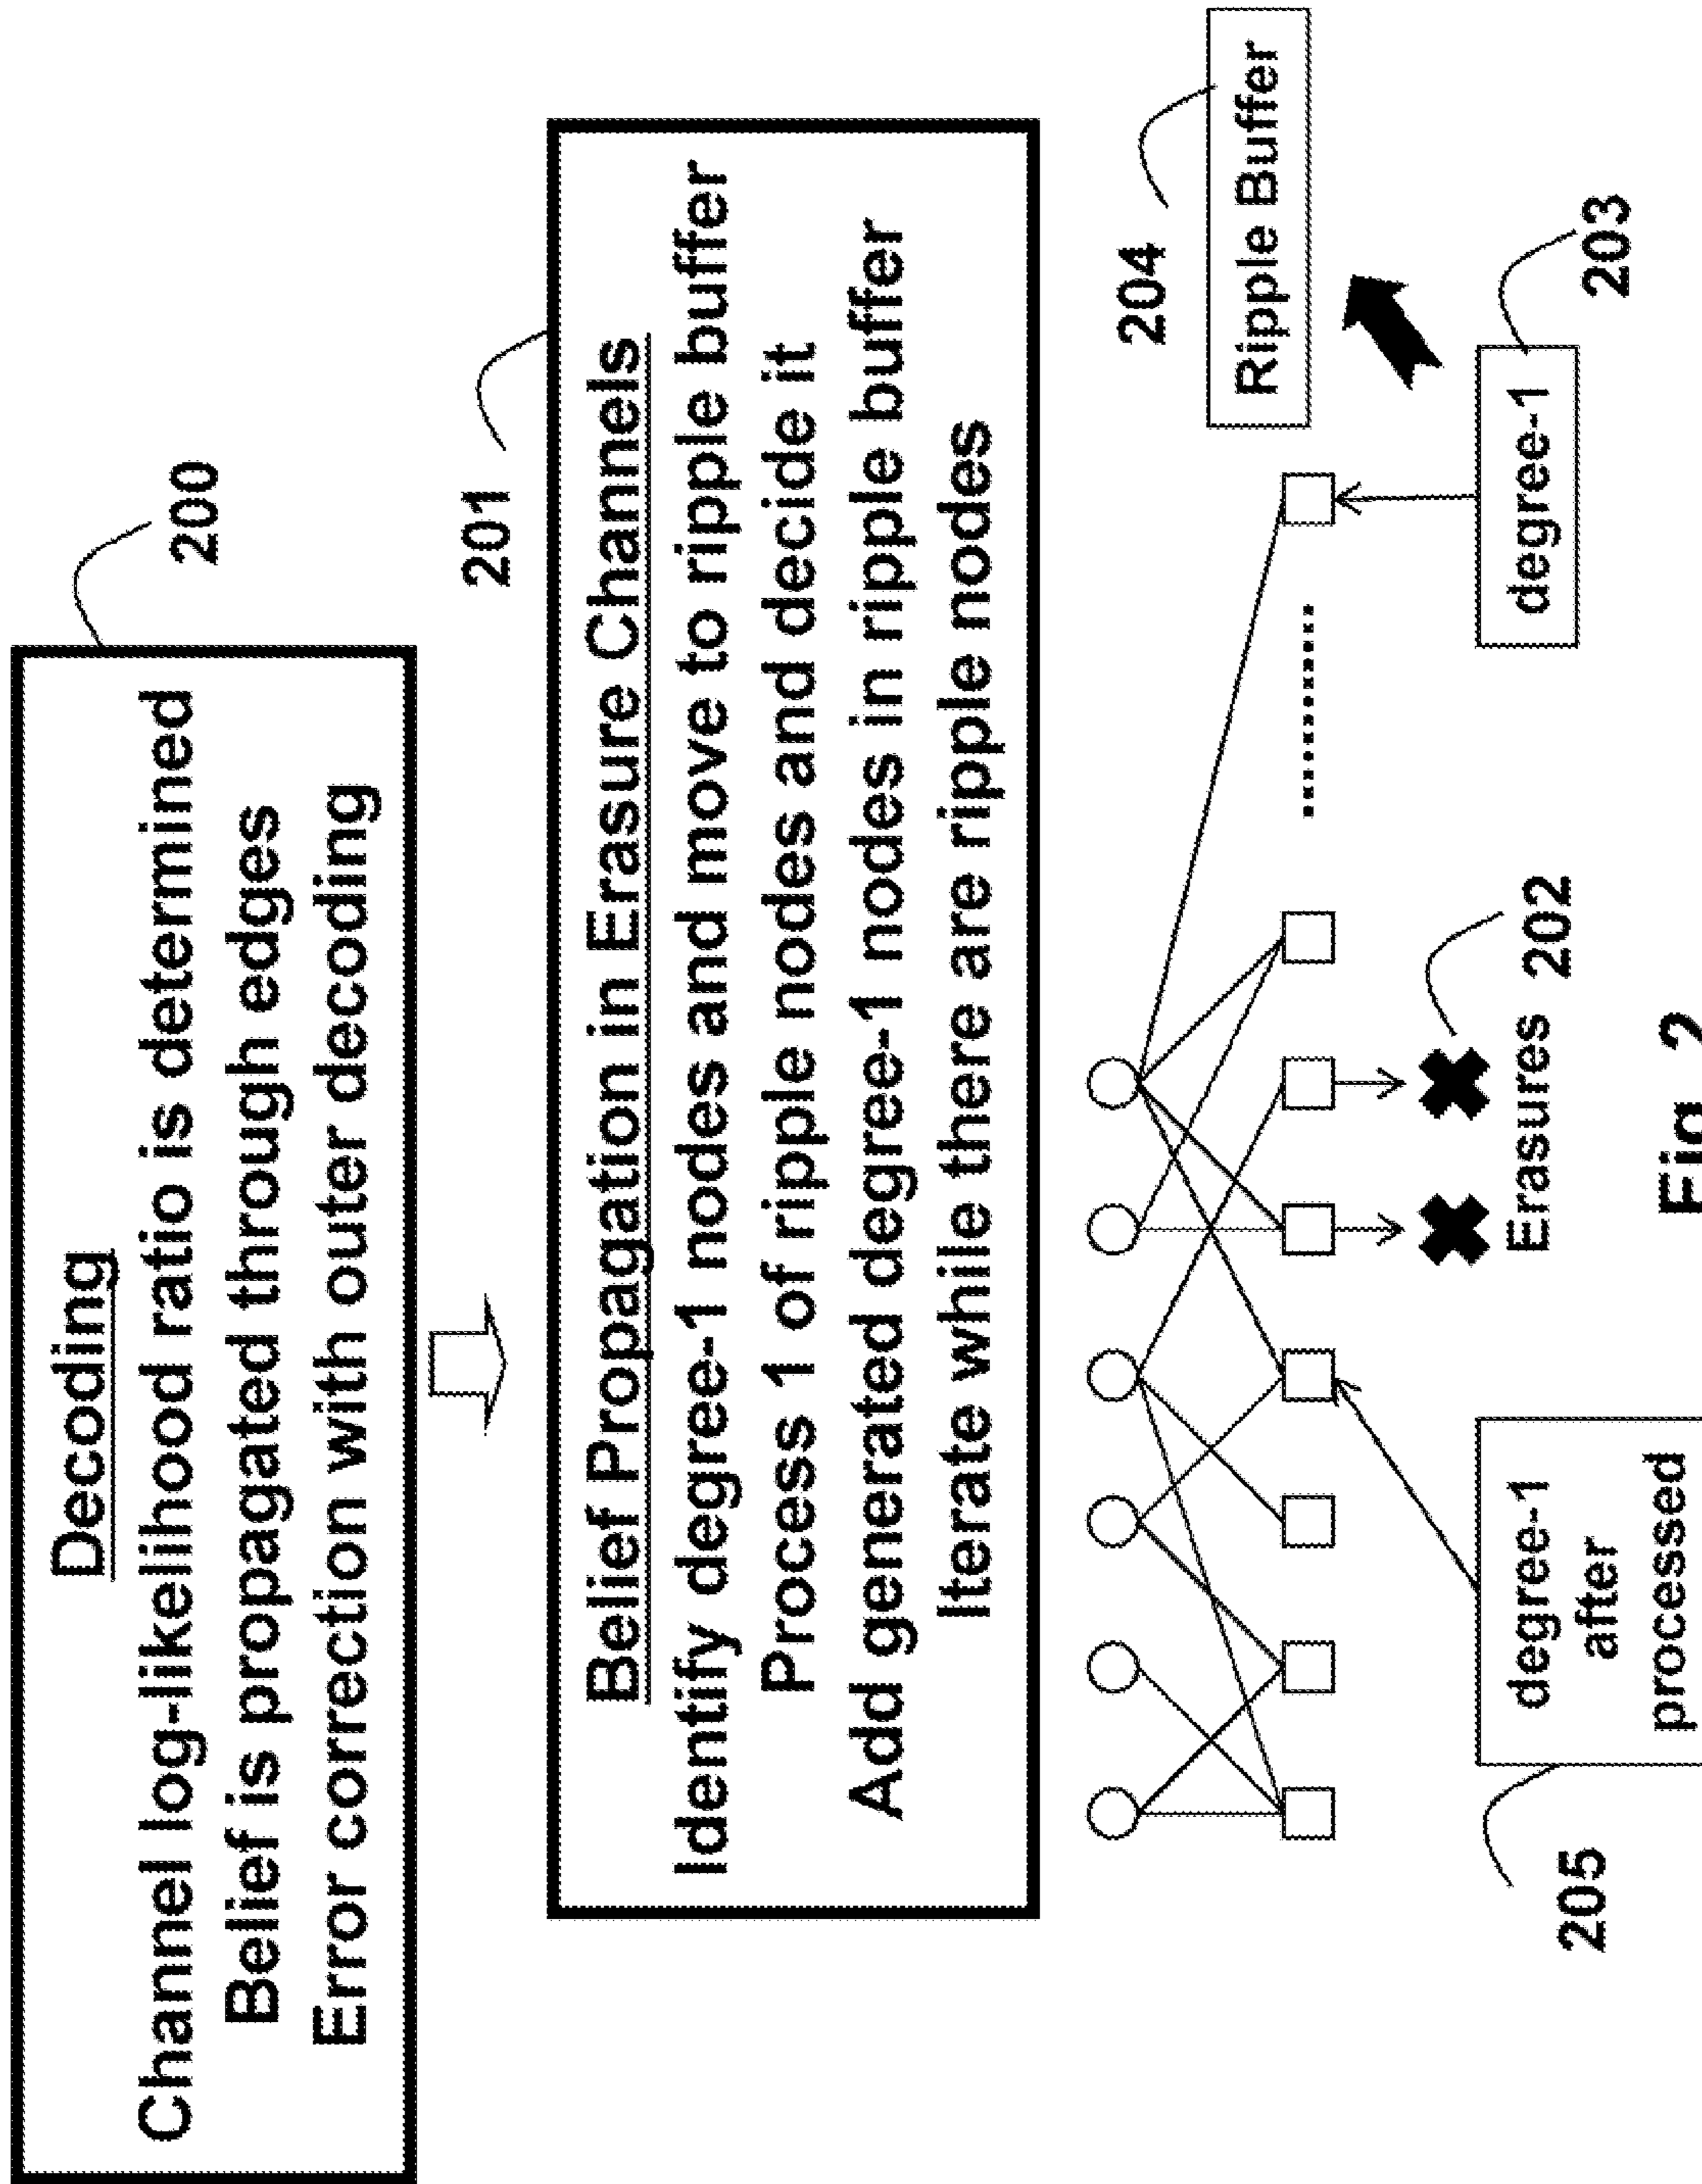 Decoding
Channel log-likelihood ratio is determined
Belief is propagated through edges
Error correction with outer decoding
200
201
Belief Propagation in Erasure Channels
Identify degree-1 nodes and move to ripple buffer
Process 1 of ripple nodes and decide it
Add generated degree-1 nodes in ripple buffer
Iterate while there are ripple nodes
204
Ripple Buffer
degree-1
203
Erasures 202
205
degree-1
after
processed
Fig. 2